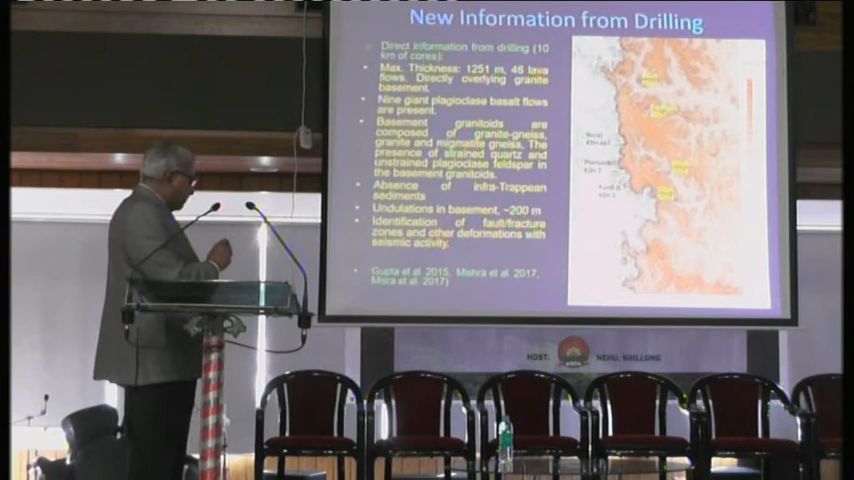 New Information from Drilling
Direct information from drilling (10
km of cores):
Max. Thickness: 1251 m, 46 lava
flows. Directly overlying granite
basement.
Nine giant plagioclase basalt flows
are present.
Basement granitoids are
composed of granite-gneiss,
granite and migmatite gneiss. The
presence of strained quartz and
unstrained plagioclase feldspar in
the basement granitoids.
Absence of infra-Trappean
sediments
Undulations in basement, ~200 m
Identification of fault/fracture
zones and other deformations with
seismic activity.
Gupta et al. 2015, Mishra et al. 2017,
Misra et al. 2017)
HOST: NEHU, SHILLONG